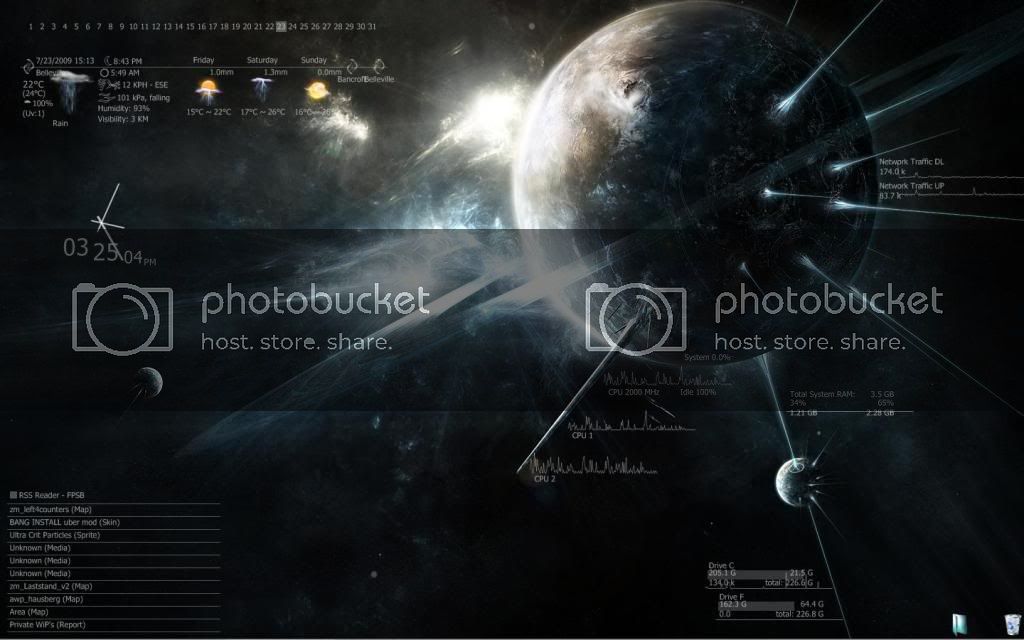 1 2 3 4 5 6 7 8 9 10 11 12 13 14 15 16 17 18 19 20 21 22 23 24 25 26 27 28 29 30 31
7/23/2009 15:13
Belleville
22°C
(24°C)
100%
(Uv:1)
Rain
8:43 PM
5:49 AM
12 KPH - ESE
101 kPa, falling
Humidity: 93%
Visibility: 3 KM
Friday
1.0mm
15°C ~ 22°C
Saturday
1.3mm
17°C ~ 26°C
Sunday
0.0mm
16°C ~ 26°C
Bancroft
Belleville
Network Traffic DL
174.0 k
Network Traffic UP
83.7 k
03 25 04 PM
photobucket
host. store. share.
photobucket
host. store. share.
System 0.0%
CPU 2000 MHz Idle 100%
CPU 1
CPU 2
Total System RAM: 3.5 GB
34% 65%
1.21 GB 2.28 GB
RSS Reader - FPSB
zm_left4counters (Map)
BANG INSTALL uber mod (Skin)
Ultra Crit Particles (Sprite)
Unknown (Media)
Unknown (Media)
Unknown (Media)
zm_Laststand_v2 (Map)
awp_hausberg (Map)
Area (Map)
Private WiP's (Report)
Drive C
205.1 G 21.5 G
134.0 k total: 226.6 G
Drive F
162.3 G 64.4 G
0.0 total: 226.8 G